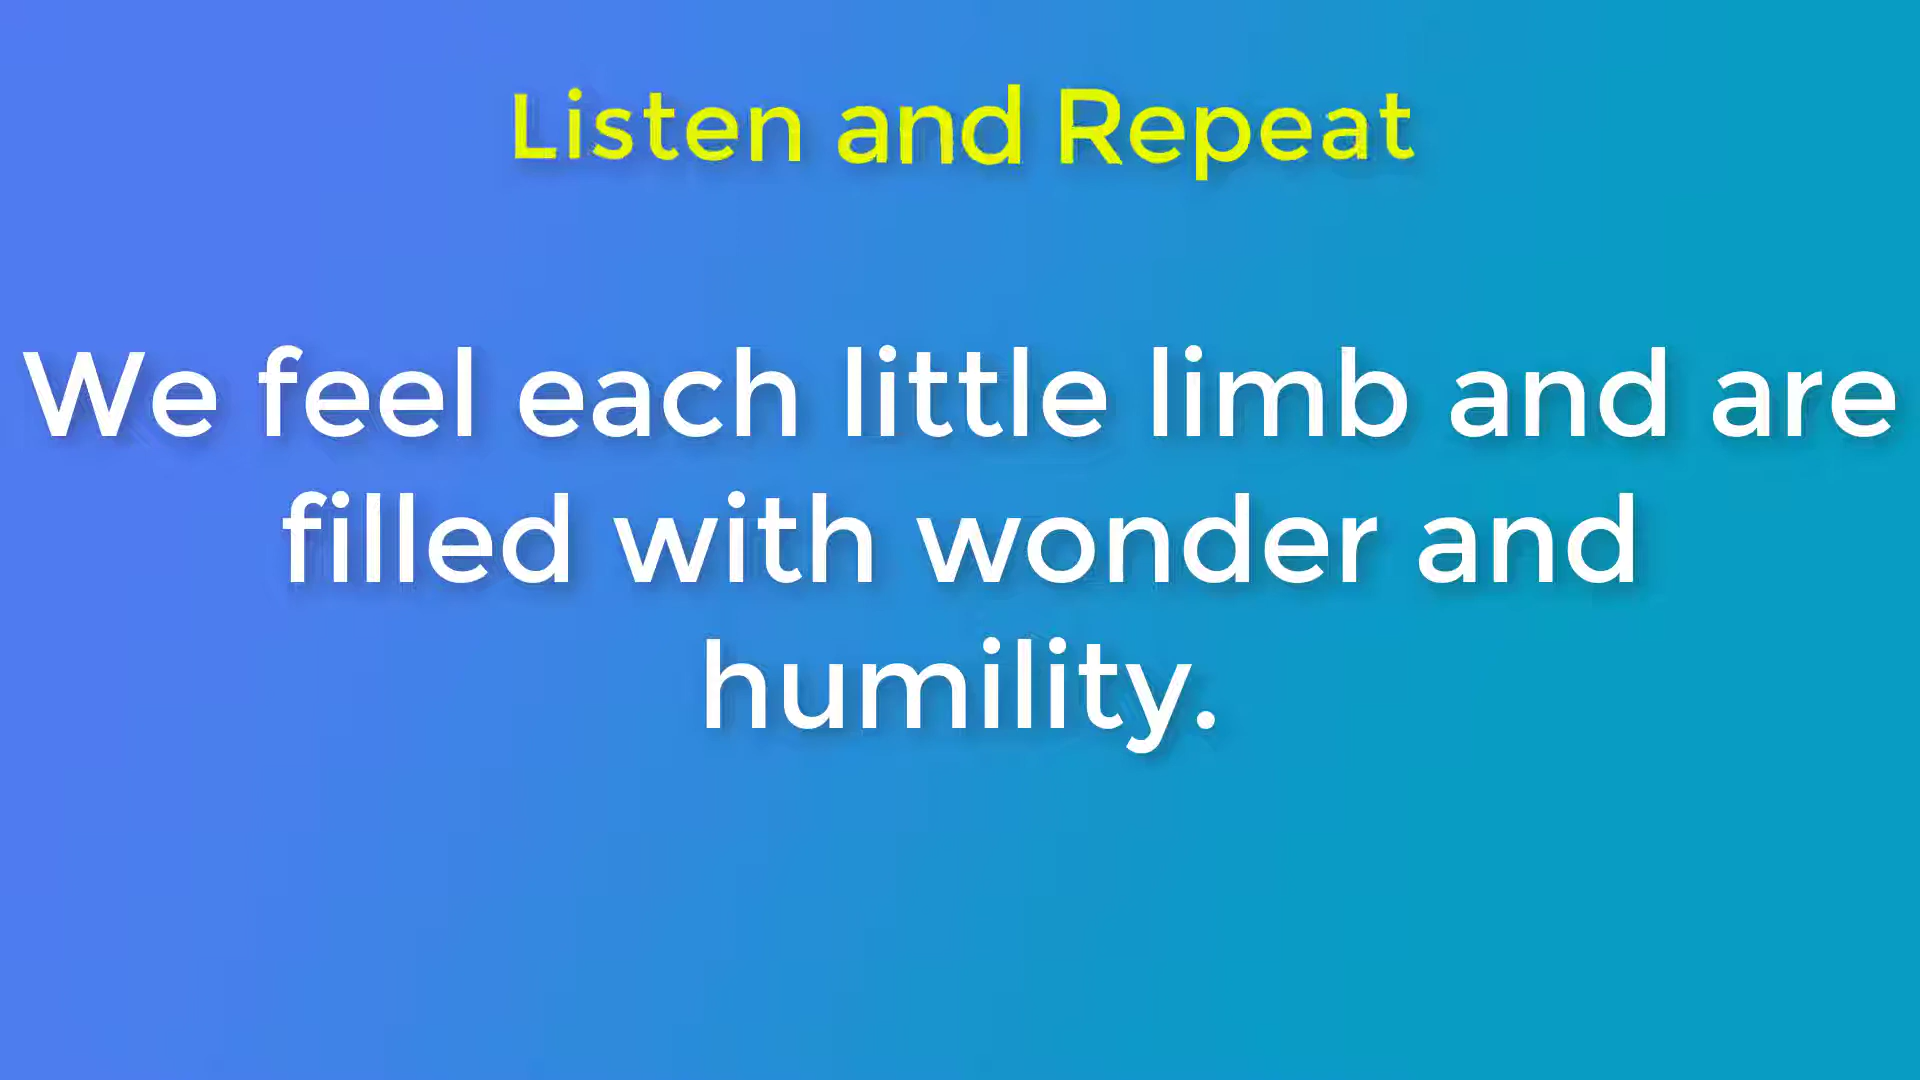 Listen and Repeat
We feel each little limb and are
filled with wonder and
humility.